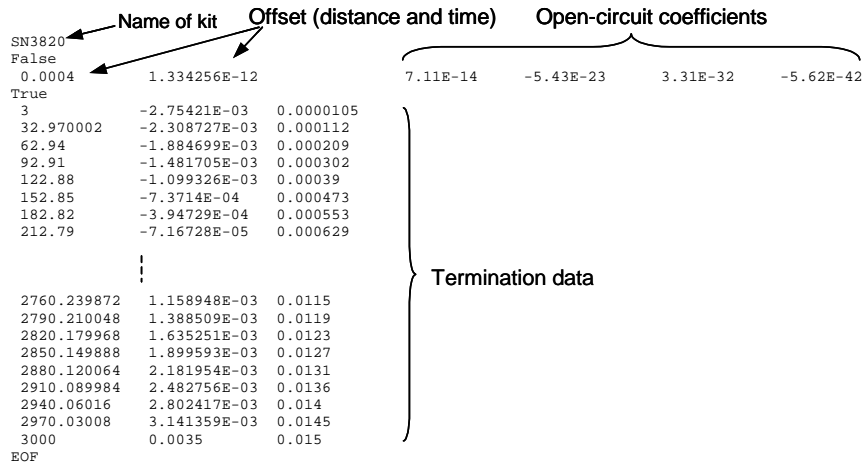 Name of kit Offset (distance and time) Open-circuit coefficients
SN3820
False
0.0004 1.334256E-12 7.11E-14 -5.43E-23 3.31E-32 -5.62E-42
True
3 -2.75421E-03 0.0000105
32.970002 -2.308727E-03 0.000112
62.94 -1.884699E-03 0.000209
92.91 -1.481705E-03 0.000302
122.88 -1.099326E-03 0.00039
152.85 -7.3714E-04 0.000473
182.82 -3.94729E-04 0.000553
212.79 -7.16728E-05 0.000629
Termination data
2760.239872 1.158948E-03 0.0115
2790.210048 1.388509E-03 0.0119
2820.179968 1.635251E-03 0.0123
2850.149888 1.899593E-03 0.0127
2880.120064 2.181954E-03 0.0131
2910.089984 2.482756E-03 0.0136
2940.06016 2.802417E-03 0.014
2970.03008 3.141359E-03 0.0145
3000 0.0035 0.015
EOF